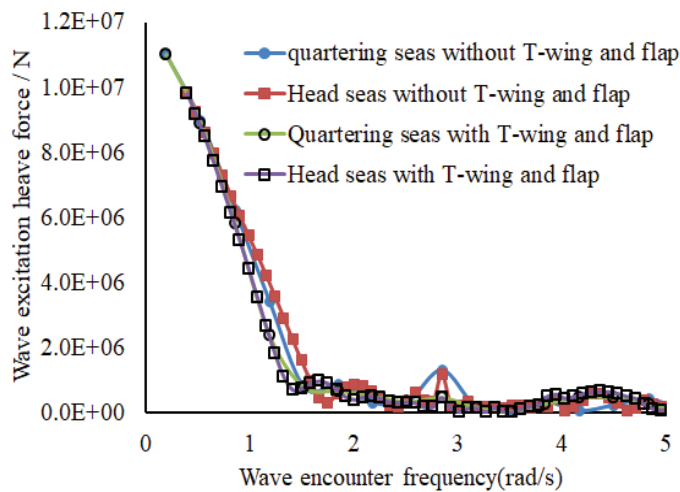 1.2E+07
1.0E+07
8.0E+06
6.0E+06
4.0E+06
2.0E+06
0.0E+00
Wave excitation heave force / N
quartering seas without T-wing and flap
Head seas without T-wing and flap
Quartering seas with T-wing and flap
Head seas with T-wing and flap
0 1 2 3 4 5
Wave encounter frequency(rad/s)